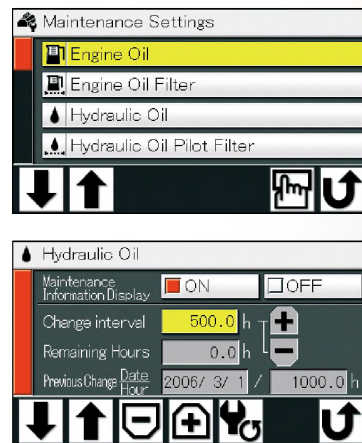 Maintenance Settings
Engine Oil
Engine Oil Filter
Hydraulic Oil
Hydraulic Oil Pilot Filter
Hydraulic Oil
Maintenance
Information Display ON OFF
Change interval 500.0 h
Remaining Hours 0.0 h
Previous Change Date
Hour 2006/ 3/ 1 / 1000.0 h